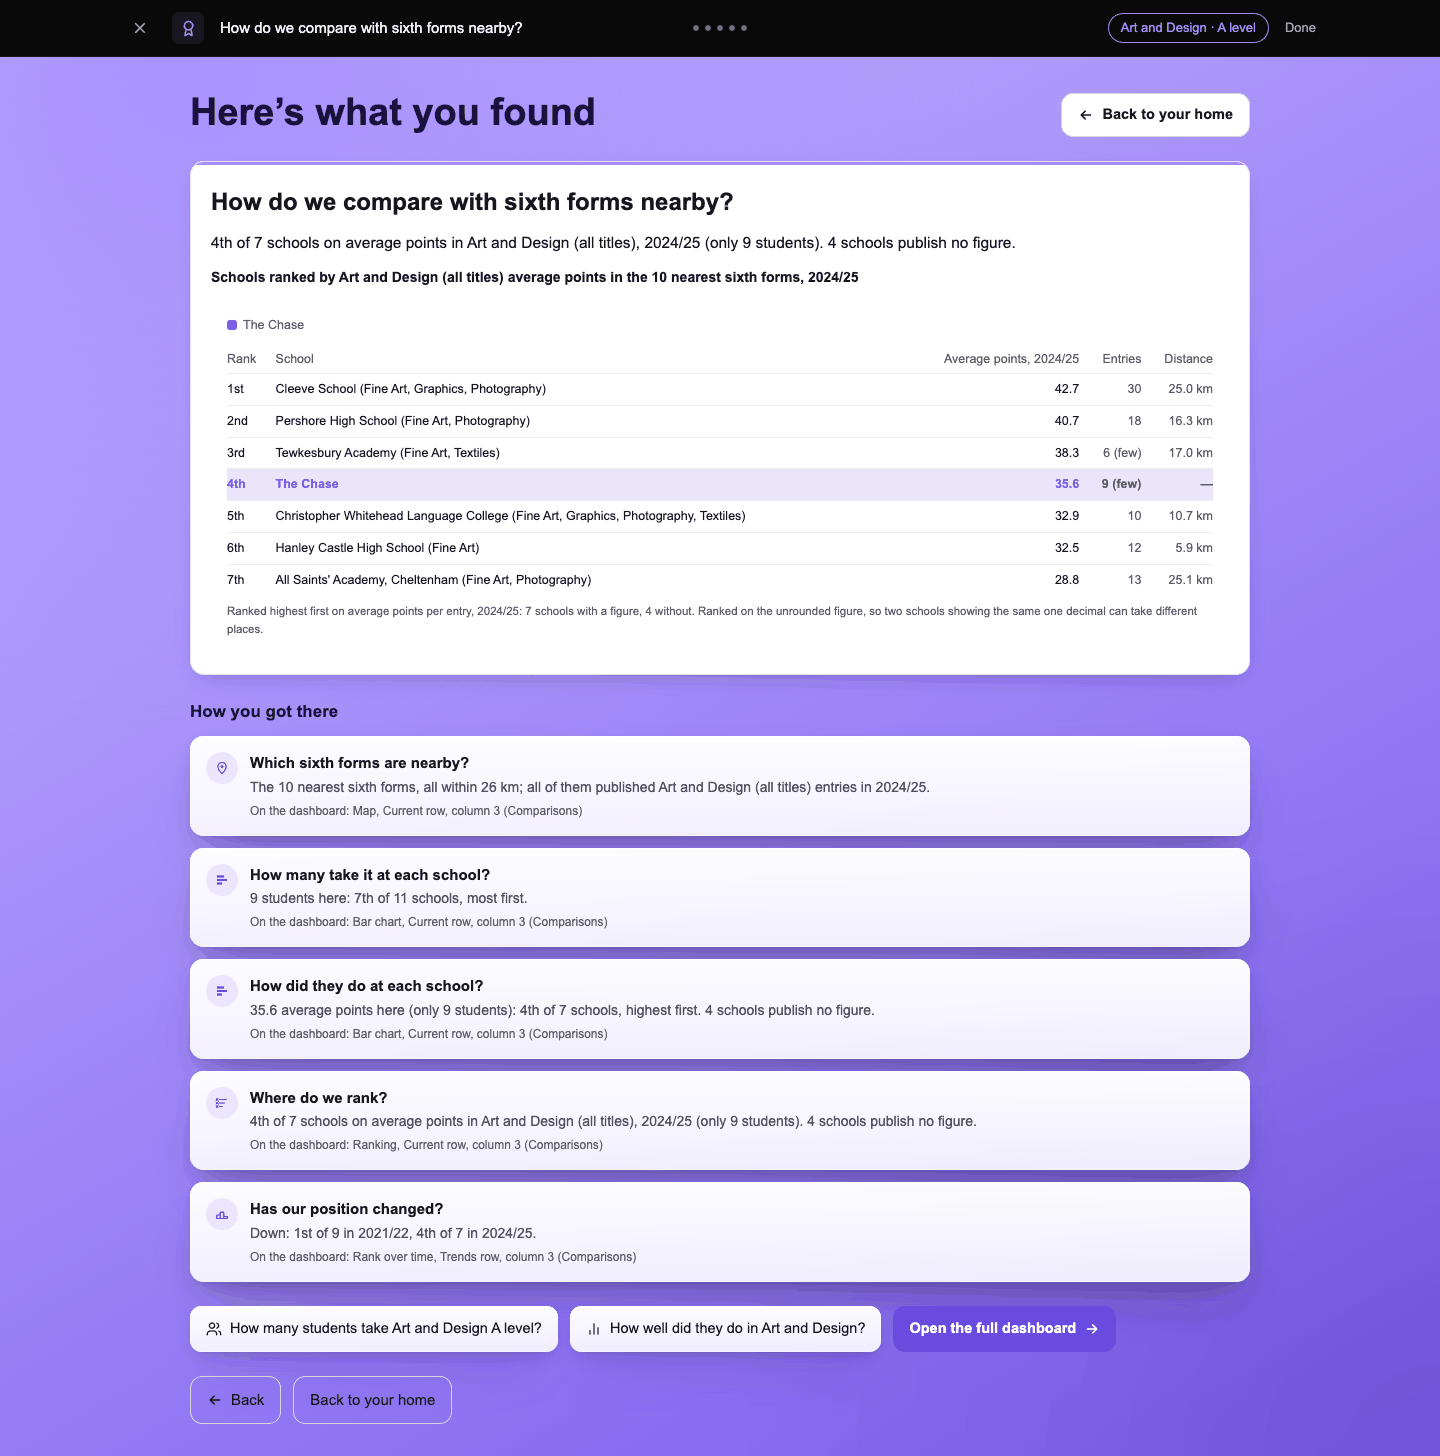 How do we compare with sixth forms nearby?
Art and Design · A level
Done
Here’s what you found
Back to your home
How do we compare with sixth forms nearby?
4th of 7 schools on average points in Art and Design (all titles), 2024/25 (only 9 students). 4 schools publish no figure.
Schools ranked by Art and Design (all titles) average points in the 10 nearest sixth forms, 2024/25
The Chase
Rank School Average points, 2024/25 Entries Distance
1st Cleeve School (Fine Art, Graphics, Photography) 42.7 30 25.0 km
2nd Pershore High School (Fine Art, Photography) 40.7 18 16.3 km
3rd Tewkesbury Academy (Fine Art, Textiles) 38.3 6 (few) 17.0 km
4th The Chase 35.6 9 (few) —
5th Christopher Whitehead Language College (Fine Art, Graphics, Photography, Textiles) 32.9 10 10.7 km
6th Hanley Castle High School (Fine Art) 32.5 12 5.9 km
7th All Saints' Academy, Cheltenham (Fine Art, Photography) 28.8 13 25.1 km
Ranked highest first on average points per entry, 2024/25: 7 schools with a figure, 4 without. Ranked on the unrounded figure, so two schools showing the same one decimal can take different
places.
How you got there
Which sixth forms are nearby?
The 10 nearest sixth forms, all within 26 km; all of them published Art and Design (all titles) entries in 2024/25.
On the dashboard: Map, Current row, column 3 (Comparisons)
How many take it at each school?
9 students here: 7th of 11 schools, most first.
On the dashboard: Bar chart, Current row, column 3 (Comparisons)
How did they do at each school?
35.6 average points here (only 9 students): 4th of 7 schools, highest first. 4 schools publish no figure.
On the dashboard: Bar chart, Current row, column 3 (Comparisons)
Where do we rank?
4th of 7 schools on average points in Art and Design (all titles), 2024/25 (only 9 students). 4 schools publish no figure.
On the dashboard: Ranking, Current row, column 3 (Comparisons)
Has our position changed?
Down: 1st of 9 in 2021/22, 4th of 7 in 2024/25.
On the dashboard: Rank over time, Trends row, column 3 (Comparisons)
How many students take Art and Design A level?
How well did they do in Art and Design?
Open the full dashboard
Back
Back to your home